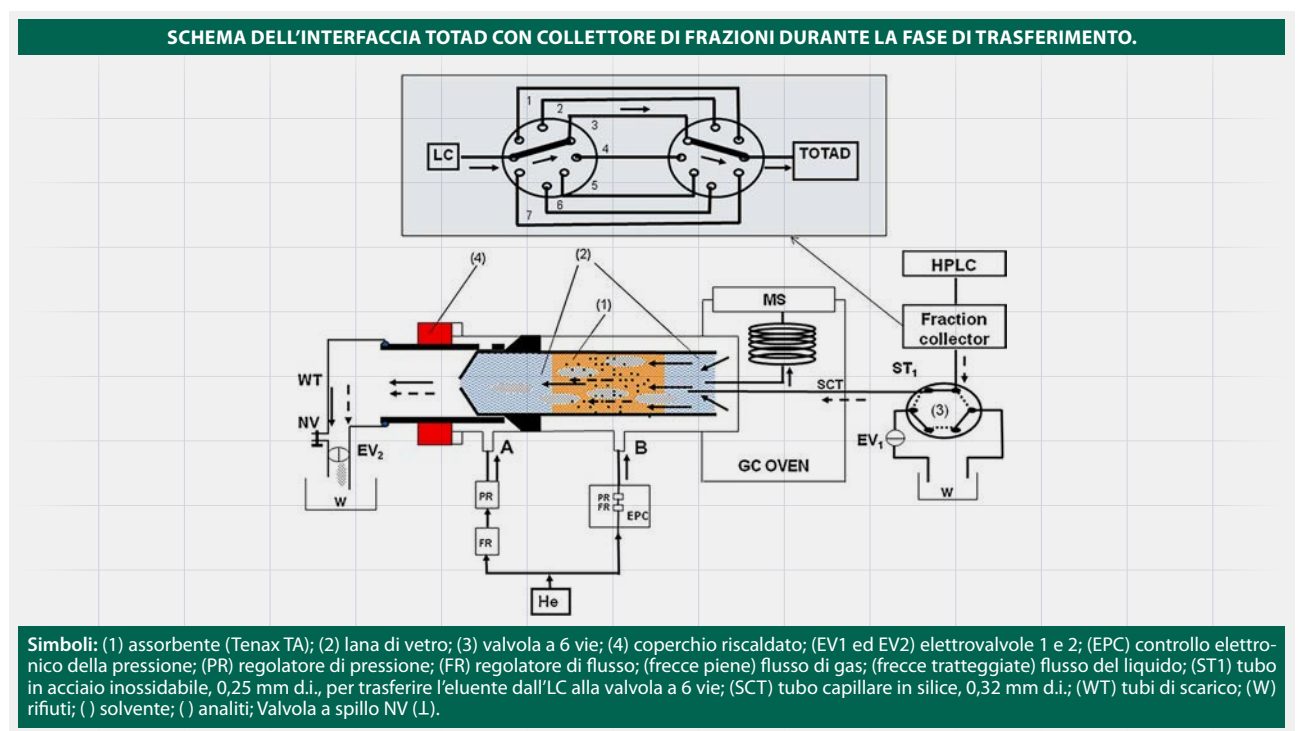 SCHEMA DELL'INTERFACCIA TOTAD CON COLLETTORE DI FRAZIONI DURANTE LA FASE DI TRASFERIMENTO.
1
2
3
LC
4
TOTAD
5
6
7
(4)
(2)
(1)
HPLC
MS
Fraction
collector
ST1
WT
SCT
(3)
NV
EV2
A
B
EV1
GC OVEN
W
W
PR
PR
FR
EPC
FR
He
Simboli: (1) assorbente (Tenax TA); (2) lana di vetro; (3) valvola a 6 vie; (4) coperchio riscaldato; (EV1 ed EV2) elettrovalvole 1 e 2; (EPC) controllo elettro-
nico della pressione; (PR) regolatore di pressione; (FR) regolatore di flusso; (frecce piene) flusso di gas; (frecce tratteggiate) flusso del liquido; (ST1) tubo
in acciaio inossidabile, 0,25 mm d.i., per trasferire l'eluente dall'LC alla valvola a 6 vie; (SCT) tubo capillare in silice, 0,32 mm d.i.; (WT) tubi di scarico; (W)
rifiuti; ( ) solvente; ( ) analiti; Valvola a spillo NV (⊥).